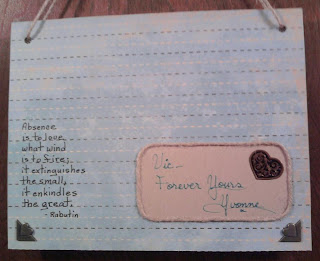 Absence
is to love
what wind
is to fire;
it extinguishes
the small,
it enkindles
the great.
- Rabutin
Vic-
Forever Yours
Yvonne